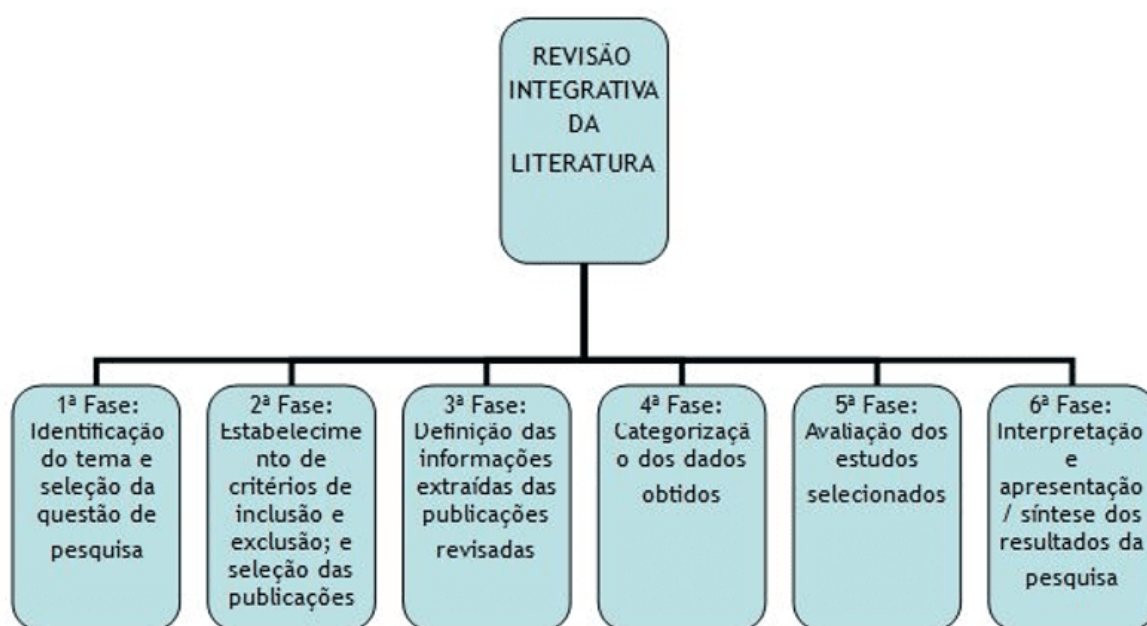 REVISÃO
INTEGRATIVA
DA
LITERATURA
1ª Fase:
Identificação
do tema e
seleção da
questão de
pesquisa
2ª Fase:
Estabelecime
nto de
critérios de
inclusão e
exclusão; e
seleção das
publicações
3ª Fase:
Definição das
informações
extraídas das
publicações
revisadas
4ª Fase:
Categorizaçã
o dos dados
obtidos
5ª Fase:
Avaliação dos
estudos
selecionados
6ª Fase:
Interpretação
e
apresentação
/ síntese dos
resultados da
pesquisa